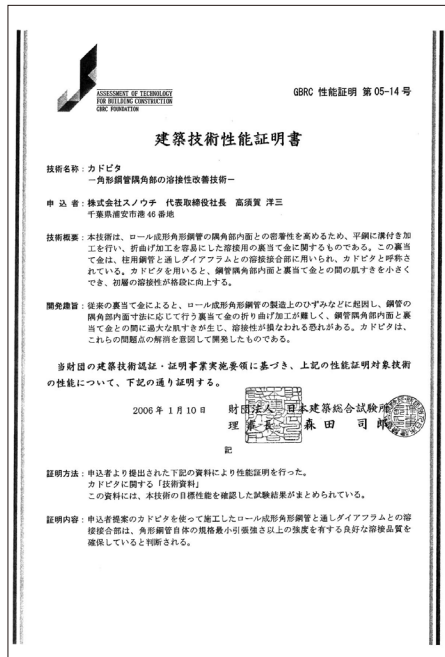 ASSESSMENT OF TECHNOLOGY
FOR BUILDING CONSTRUCTION
GBRC FOUNDATION
GBRC 性能証明 第05-14号
建築技術性能証明書
技術名称：カドピタ
－角形鋼管隅角部の溶接性改善技術－
申込者：株式会社スノウチ 代表取締役社長 高須賀 洋三
千葉県浦安市港46番地
技術概要：本技術は、ロール成形角形鋼管の隅角部内面との密着性を高めるため、平鋼に溝付き加
工を行い、折曲げ加工を容易にした溶接用の裏当て金に関するものである。この裏当
て金は、柱用鋼管と通しダイアフラムとの溶接接合部に用いられ、カドピタと呼称さ
れている。カドピタを用いると、鋼管隅角部内面と裏当て金との間の肌すきを小さく
でき、初層の溶接性が格段に向上する。
開発趣旨：従来の裏当て金によると、ロール成形角形鋼管の製造上のひずみなどに起因し、鋼管の
隅角部内面寸法に応じて行う裏当て金の折り曲げ加工が難しく、鋼管隅角部内面と裏
当て金との間に過大な肌すきが生じ、溶接性が損なわれる恐れがある。カドピタは、
これらの問題点の解消を意図して開発したものである。
当財団の建築技術認証・証明事業実施要領に基づき、上記の性能証明対象技術
の性能について、下記の通り証明する。
2006年1月10日
財団法人 日本建築総合試験所
理事長 森田司郎
記
証明方法：申込者より提出された下記の資料により性能証明を行った。
カドピタに関する「技術資料」
この資料には、本技術の目標性能を確認した試験結果がまとめられている。
証明内容：申込者提案のカドピタを使って施工したロール成形角形鋼管と通しダイアフラムとの溶
接接合部は、角形鋼管自体の規格最小引張強さ以上の強度を有する良好な溶接品質を
確保していると判断される。